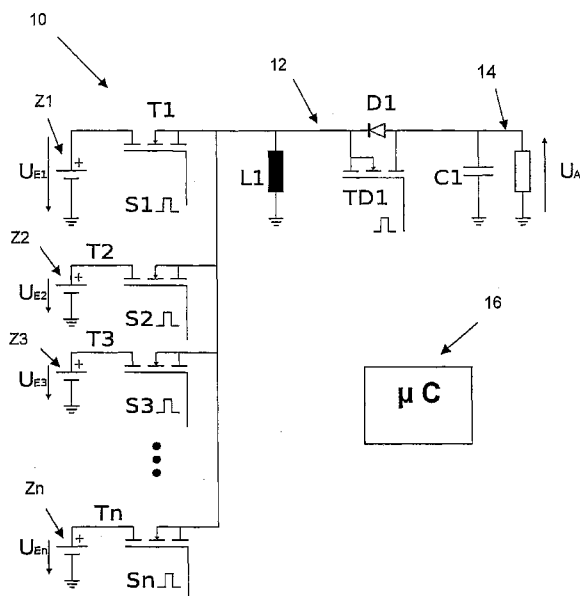 10
12
14
Z1
T1
D1
+
UE1
L1
C1
UA
S1
TD1
Z2
T2
+
UE2
S2
16
Z3
T3
+
UE3
S3
µ C
Zn
Tn
+
UEn
Sn